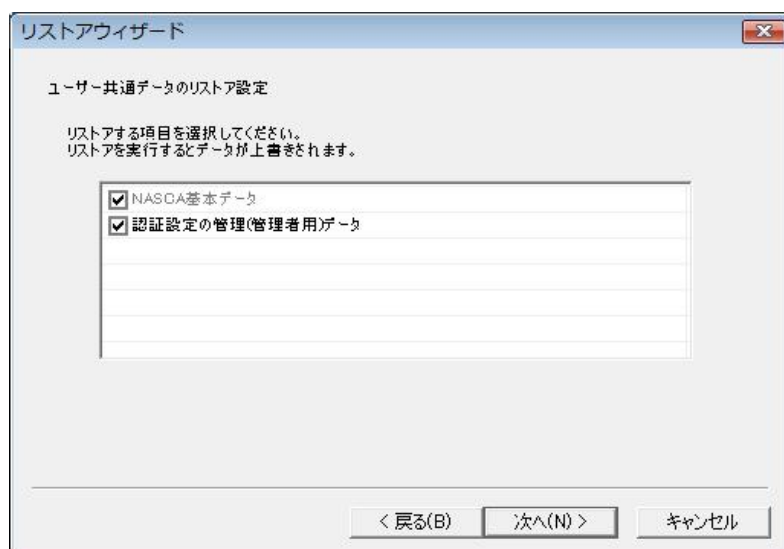 リストアウィザード
ユーザー共通データのリストア設定
リストアする項目を選択してください。
リストアを実行するとデータが上書きされます。
NASCA基本データ
認証設定の管理(管理者用)データ
< 戻る(B)
次へ(N) >
キャンセル